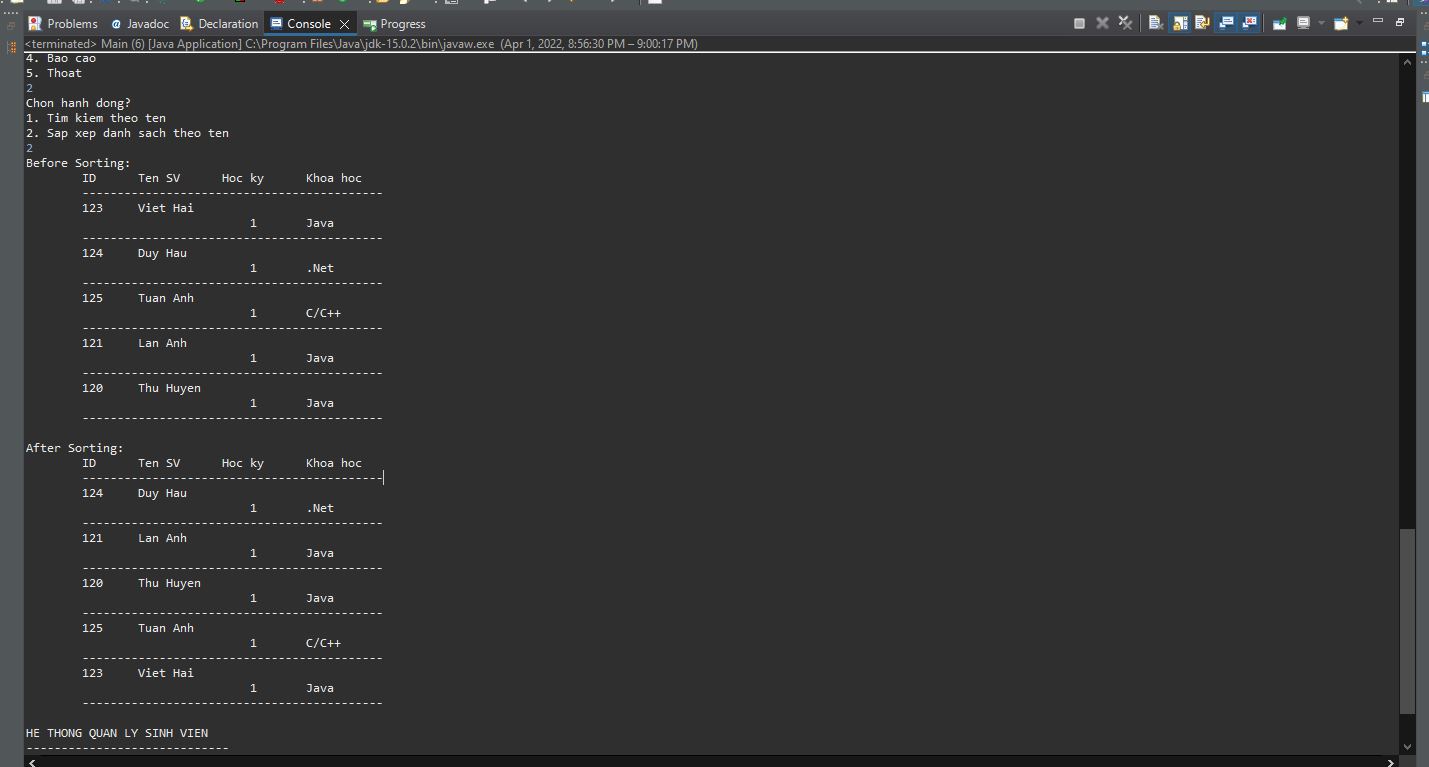 Problems Javadoc Declaration Console Progress
<terminated> Main (6) [Java Application] C:\Program Files\Java\jdk-15.0.2\bin\javaw.exe (Apr 1, 2022, 8:56:30 PM – 9:00:17 PM)
4. Bao cao
5. Thoat
2
Chon hanh dong?
1. Tim kiem theo ten
2. Sap xep danh sach theo ten
2
Before Sorting:
ID Ten SV Hoc ky Khoa hoc
-------------------------------------------
123 Viet Hai
1 Java
-------------------------------------------
124 Duy Hau
1 .Net
-------------------------------------------
125 Tuan Anh
1 C/C++
-------------------------------------------
121 Lan Anh
1 Java
-------------------------------------------
120 Thu Huyen
1 Java
-------------------------------------------
After Sorting:
ID Ten SV Hoc ky Khoa hoc
-------------------------------------------
124 Duy Hau
1 .Net
-------------------------------------------
121 Lan Anh
1 Java
-------------------------------------------
120 Thu Huyen
1 Java
-------------------------------------------
125 Tuan Anh
1 C/C++
-------------------------------------------
123 Viet Hai
1 Java
-------------------------------------------
HE THONG QUAN LY SINH VIEN
-----------------------------